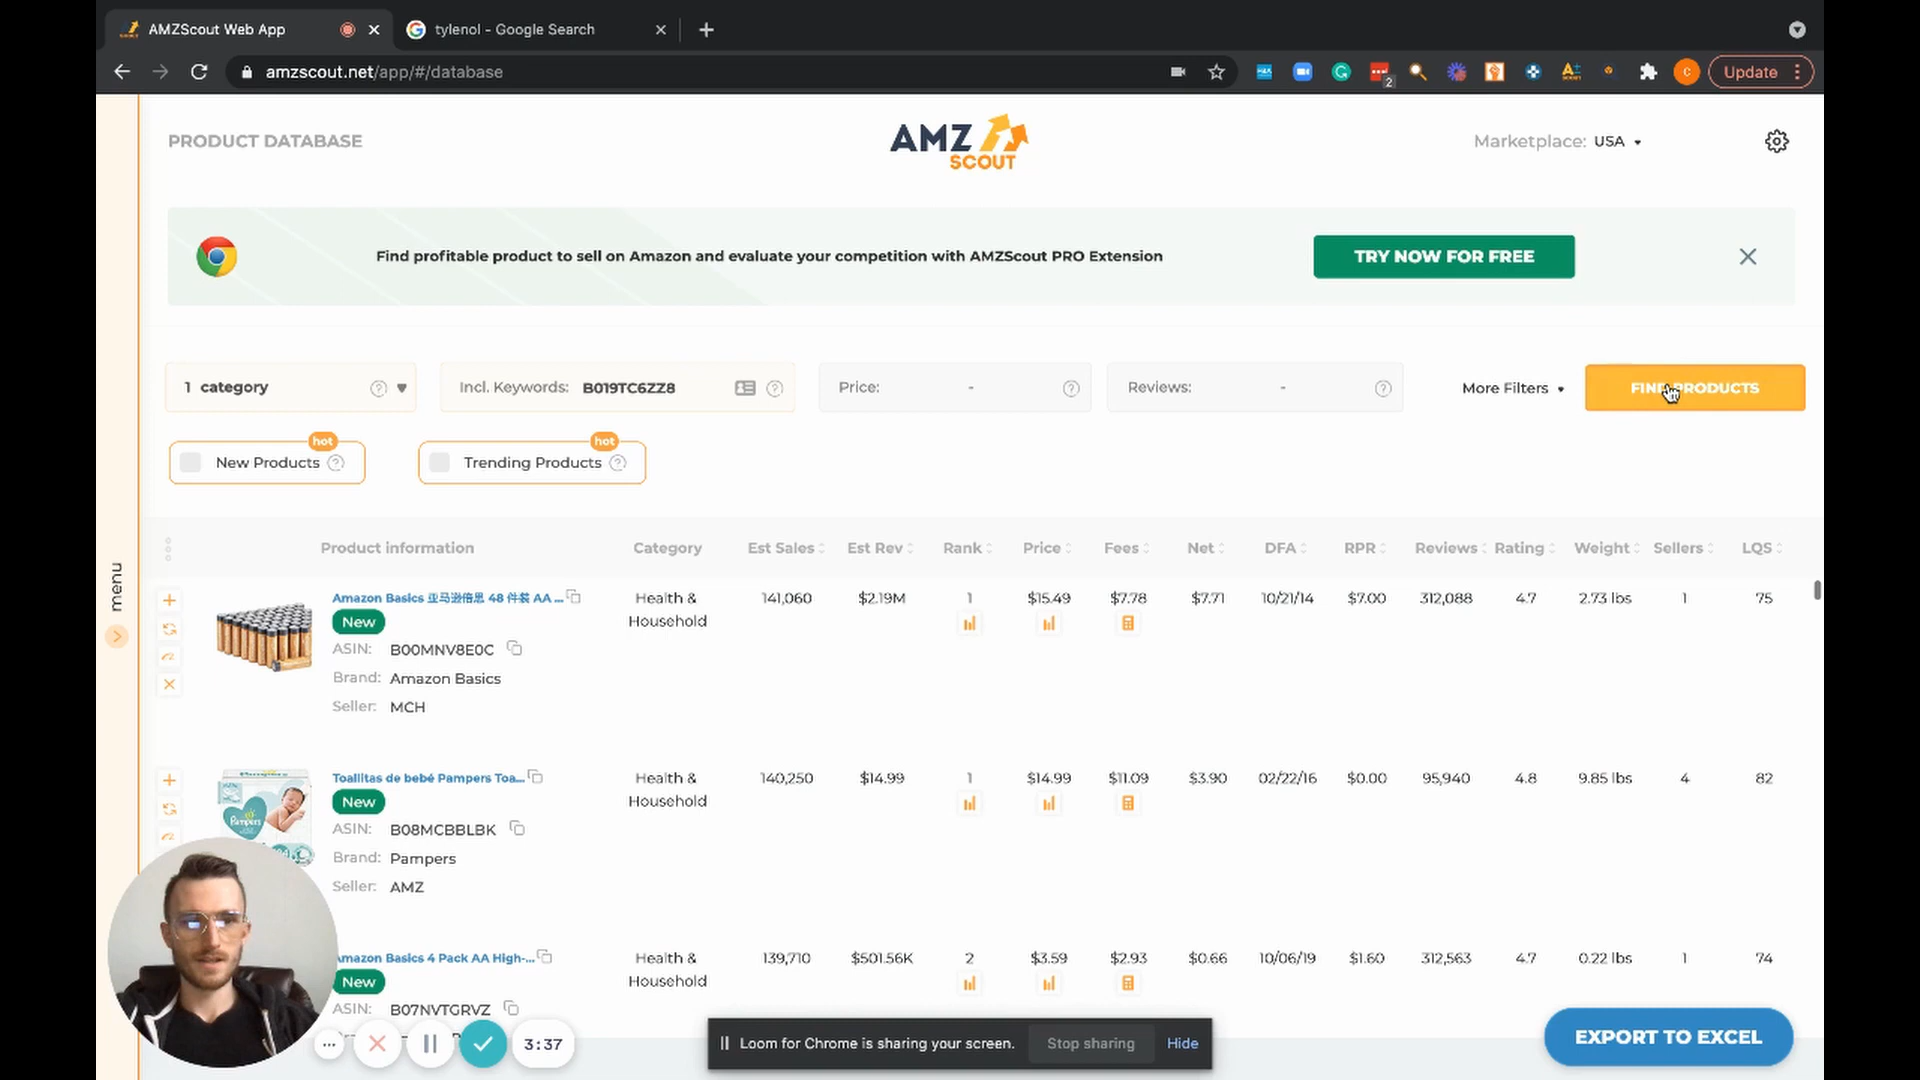 AMZScout Web App
tylenol - Google Search
amzscout.net/app/#/database
2
C
Update
PRODUCT DATABASE
AMZ
SCOUT
Marketplace: USA
Find profitable product to sell on Amazon and evaluate your competition with AMZScout PRO Extension
TRY NOW FOR FREE
1 category
Incl. Keywords: B019TC6ZZ8
Price: -
Reviews: -
More Filters
FIND PRODUCTS
hot
hot
New Products
Trending Products
menu
Product information Category Est Sales Est Rev Rank Price Fees Net DFA RPR Reviews Rating Weight Sellers LQS
Amazon Basics 亚马逊倍思 48 件装 AA ...
New
ASIN: B00MNV8E0C
Brand: Amazon Basics
Seller: MCH
Health &
Household
141,060 $2.19M 1 $15.49 $7.78 $7.71 10/21/14 $7.00 312,088 4.7 2.73 lbs 1 75
Toallitas de bebé Pampers Toa...
New
ASIN: B08MCBBLBK
Brand: Pampers
Seller: AMZ
Health &
Household
140,250 $14.99 1 $14.99 $11.09 $3.90 02/22/16 $0.00 95,940 4.8 9.85 lbs 4 82
Pampers
Amazon Basics 4 Pack AA High-...
New
ASIN: B07NVTGRVZ
Health &
Household
139,710 $501.56K 2 $3.59 $2.93 $0.66 10/06/19 $1.60 312,563 4.7 0.22 lbs 1 74
3:37
Loom for Chrome is sharing your screen.
Stop sharing
Hide
EXPORT TO EXCEL